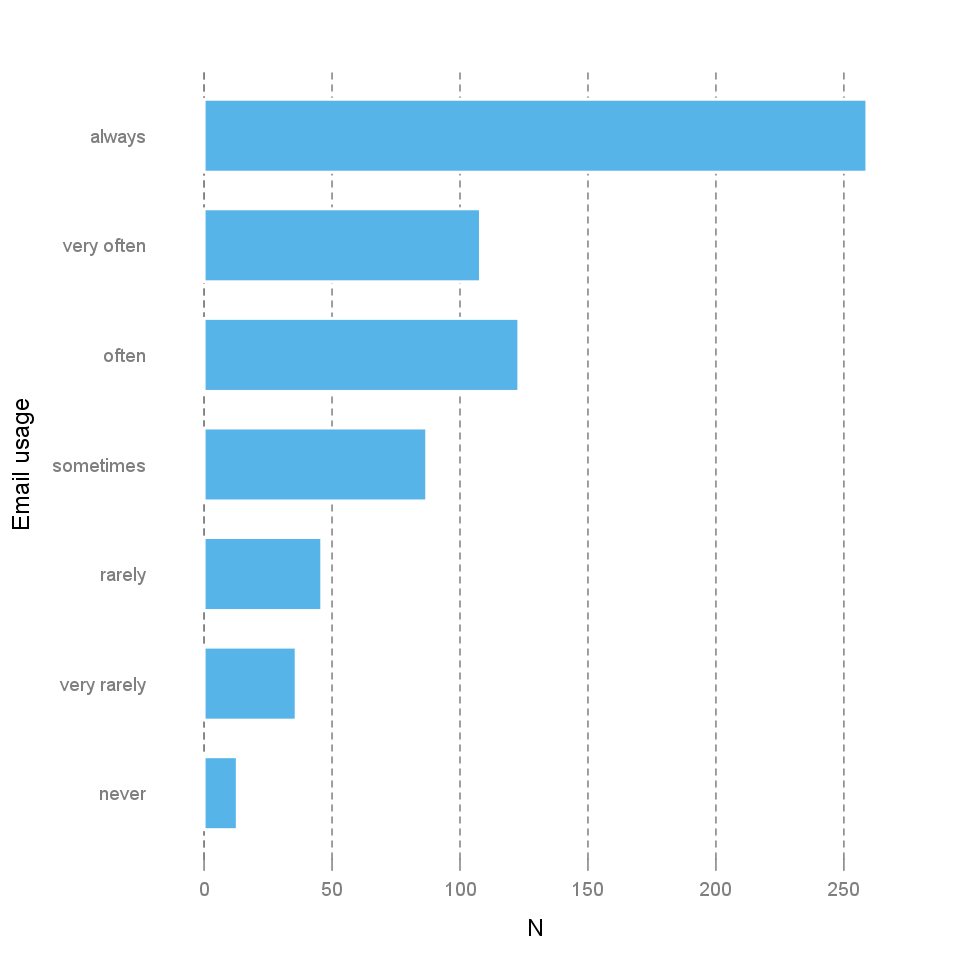 always
very often
often
sometimes
rarely
very rarely
never
Email usage
0 50 100 150 200 250
N